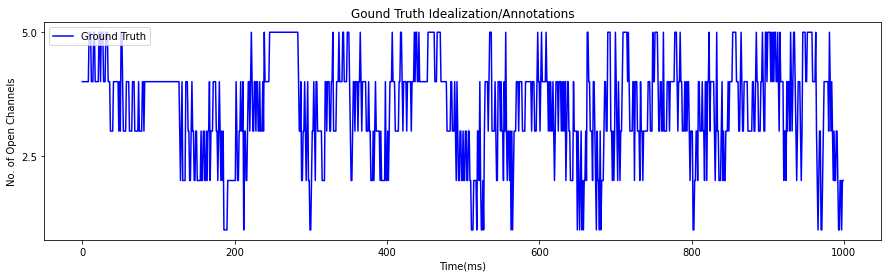 Gound Truth Idealization/Annotations
Ground Truth
5.0
2.5
No. of Open Channels
0
200
400
600
800
1000
Time(ms)